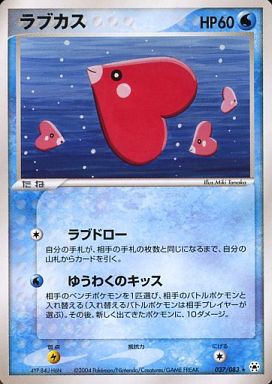 ラブカス HP60
たね
Illus. Miki Tanaka
ラブドロー
自分の手札が、相手の手札の枚数と同じになるまで、自分の
山札からカードを引く。
ゆうわくのキッス
相手のベンチポケモンを1匹選び、相手のバトルポケモンと
入れ替える(入れ替えるバトルポケモンは相手プレイヤーが
選ぶ)。その後、新しく出てきたポケモンに、10ダメージ。
弱点 抵抗力 にげる
©2004 Pokémon/Nintendo/Creatures/GAME FREAK
037/083